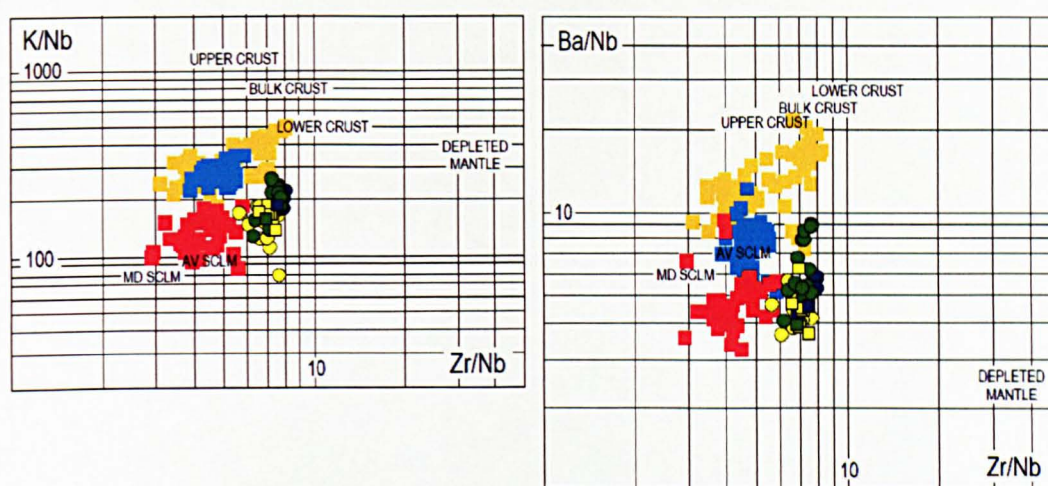 K/Nb
UPPER CRUST
1000
BULK CRUST
LOWER CRUST
DEPLETED
MANTLE
100
AV SCLM
MD SCLM
10
Zr/Nb
Ba/Nb
LOWER CRUST
BULK CRUST
UPPER CRUST
10
AV SCLM
MD SCLM
DEPLETED
MANTLE
10
Zr/Nb